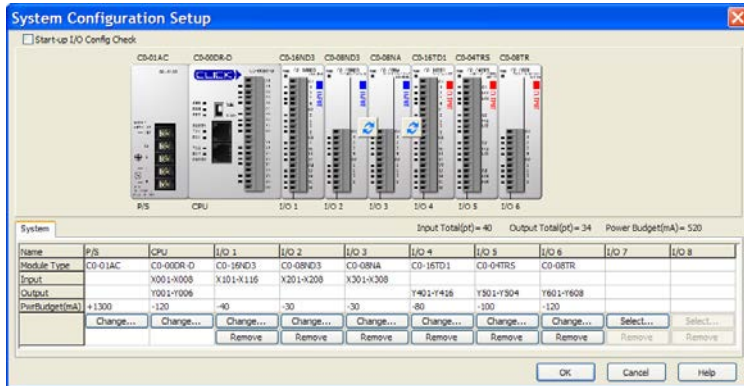 System Configuration Setup
Start-up I/O Config Check
C0-01AC C0-00DR-D C0-16ND3 C0-08ND3 C0-08NA C0-16TD1 C0-04TRS C0-08TR
CLICK
P/S CPU I/O 1 I/O 2 I/O 3 I/O 4 I/O 5 I/O 6
System Input Total(pt)= 40 Output Total(pt)= 34 Power Budget(mA)= 520
Name P/S CPU I/O 1 I/O 2 I/O 3 I/O 4 I/O 5 I/O 6 I/O 7 I/O 8
Module Type C0-01AC C0-00DR-D C0-16ND3 C0-08ND3 C0-08NA C0-16TD1 C0-04TRS C0-08TR
Input X001-X008 X101-X116 X201-X208 X301-X308
Output Y001-Y006 Y401-Y416 Y501-Y504 Y601-Y608
PwrBudget(mA) +1300 -120 -40 -30 -30 -80 -100 -120
Change... Change... Change... Change... Change... Change... Change... Change... Select... Select...
Remove Remove Remove Remove Remove Remove Remove Remove
OK Cancel Help